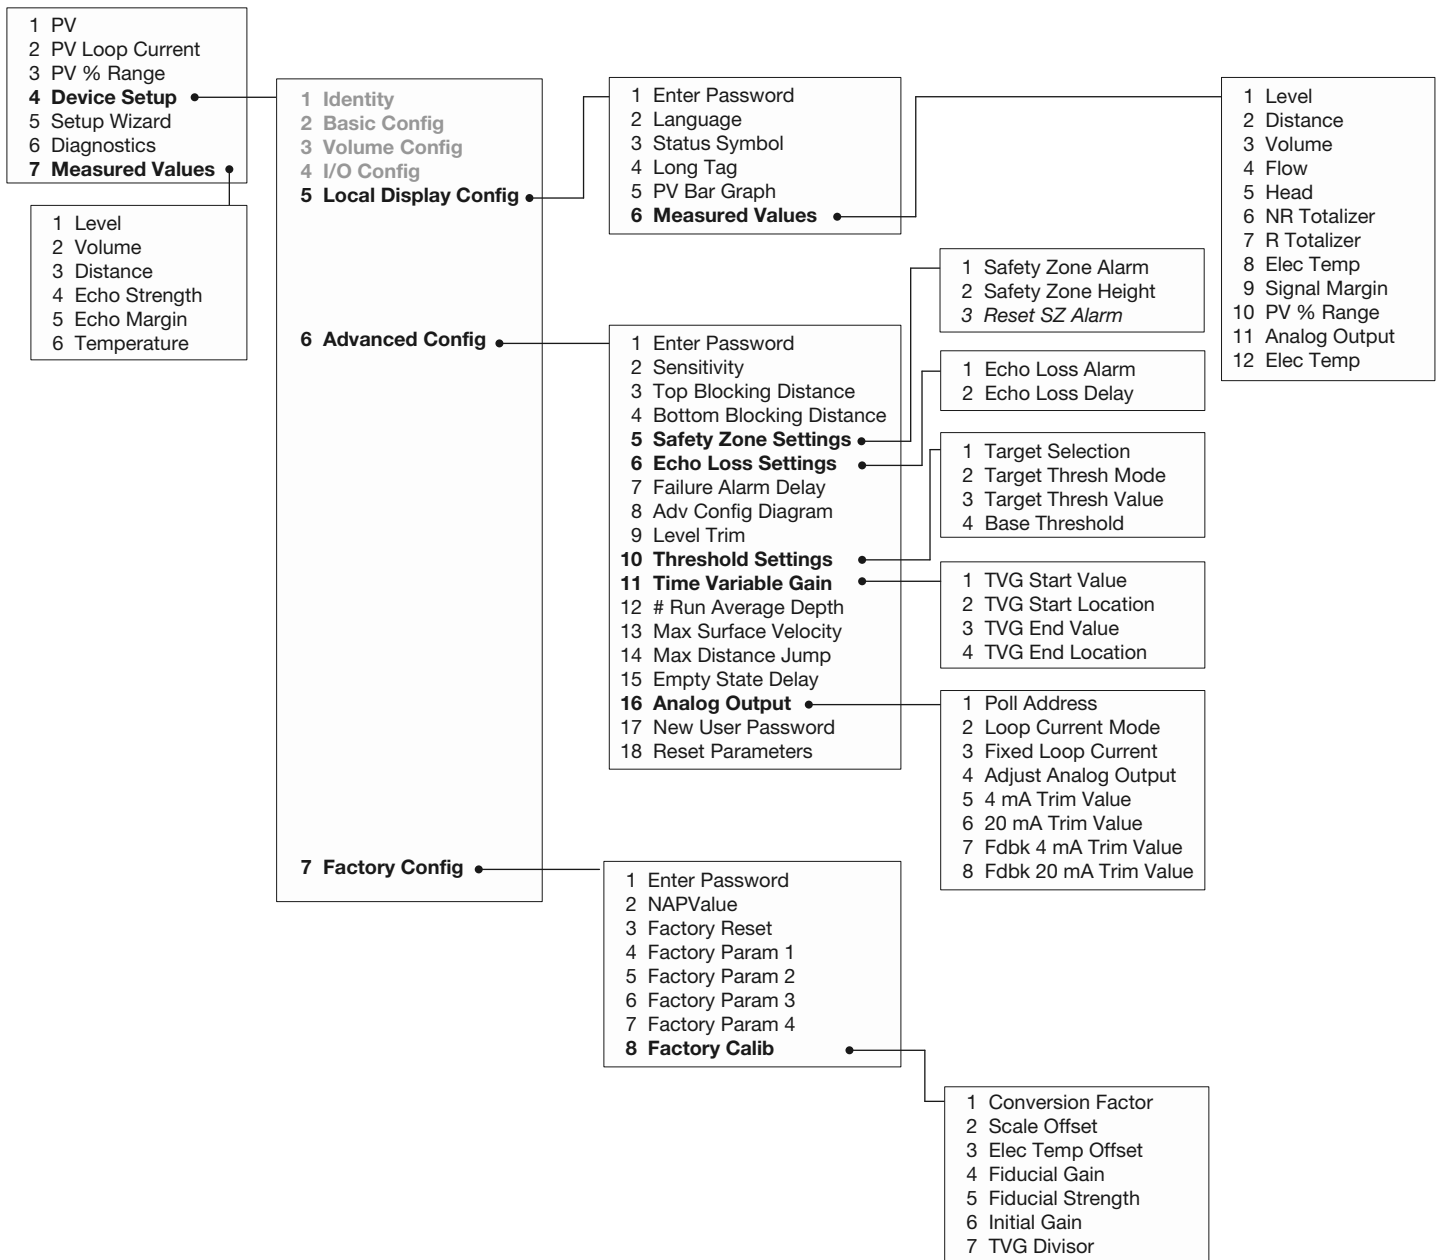 1 PV
2 PV Loop Current
3 PV % Range
4 Device Setup
5 Setup Wizard
6 Diagnostics
7 Measured Values
1 Level
2 Volume
3 Distance
4 Echo Strength
5 Echo Margin
6 Temperature
1 Identity
2 Basic Config
3 Volume Config
4 I/O Config
5 Local Display Config
6 Advanced Config
7 Factory Config
1 Enter Password
2 Language
3 Status Symbol
4 Long Tag
5 PV Bar Graph
6 Measured Values
1 Level
2 Distance
3 Volume
4 Flow
5 Head
6 NR Totalizer
7 R Totalizer
8 Elec Temp
9 Signal Margin
10 PV % Range
11 Analog Output
12 Elec Temp
1 Enter Password
2 Sensitivity
3 Top Blocking Distance
4 Bottom Blocking Distance
5 Safety Zone Settings
6 Echo Loss Settings
7 Failure Alarm Delay
8 Adv Config Diagram
9 Level Trim
10 Threshold Settings
11 Time Variable Gain
12 # Run Average Depth
13 Max Surface Velocity
14 Max Distance Jump
15 Empty State Delay
16 Analog Output
17 New User Password
18 Reset Parameters
1 Safety Zone Alarm
2 Safety Zone Height
3 Reset SZ Alarm
1 Echo Loss Alarm
2 Echo Loss Delay
1 Target Selection
2 Target Thresh Mode
3 Target Thresh Value
4 Base Threshold
1 TVG Start Value
2 TVG Start Location
3 TVG End Value
4 TVG End Location
1 Poll Address
2 Loop Current Mode
3 Fixed Loop Current
4 Adjust Analog Output
5 4 mA Trim Value
6 20 mA Trim Value
7 Fdbk 4 mA Trim Value
8 Fdbk 20 mA Trim Value
1 Enter Password
2 NAPValue
3 Factory Reset
4 Factory Param 1
5 Factory Param 2
6 Factory Param 3
7 Factory Param 4
8 Factory Calib
1 Conversion Factor
2 Scale Offset
3 Elec Temp Offset
4 Fiducial Gain
5 Fiducial Strength
6 Initial Gain
7 TVG Divisor